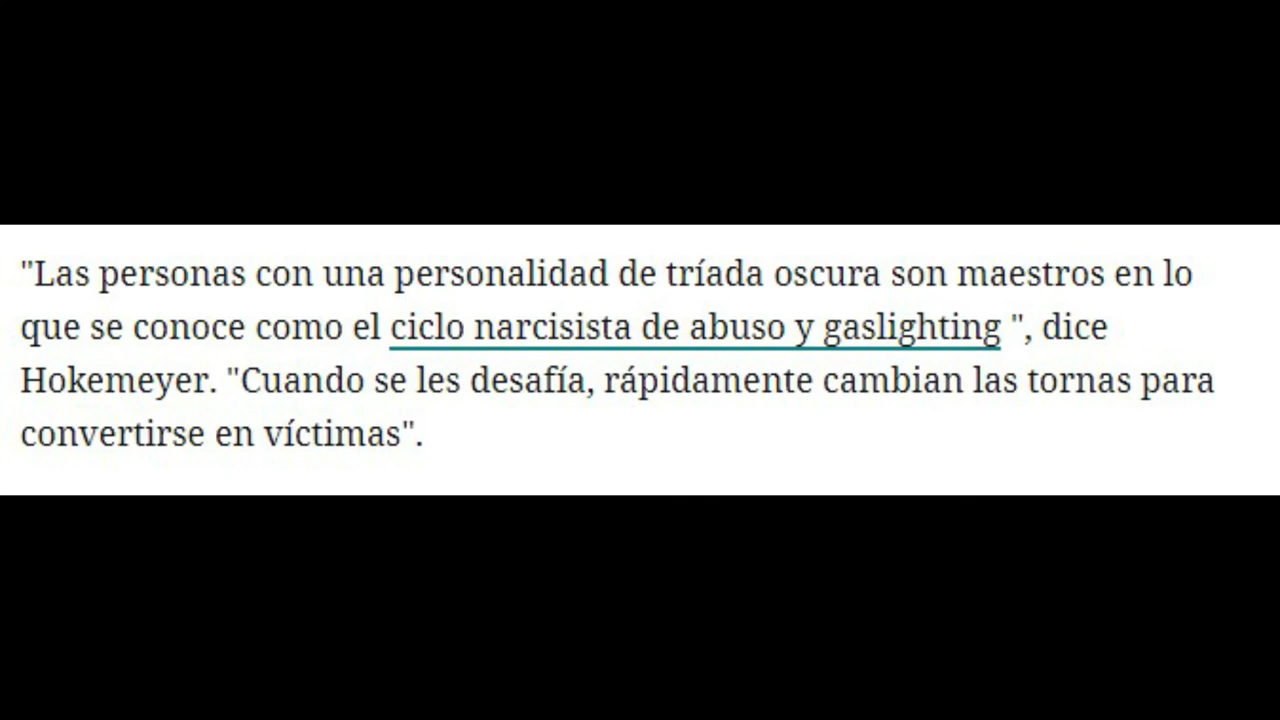 "Las personas con una personalidad de tríada oscura son maestros en lo
que se conoce como el ciclo narcisista de abuso y gaslighting ", dice
Hokemeyer. "Cuando se les desafía, rápidamente cambian las tornas para
convertirse en víctimas".